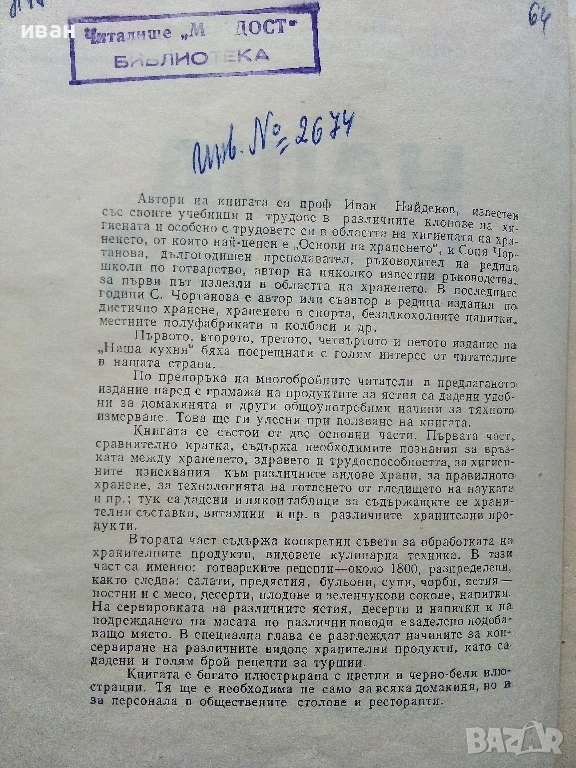 иван
64
Читалище „М ДОСТ"
БИБЛИОТЕКА
инв. № 2674
Автори на книгата са проф Иван Найденов, известен
със своите учебници и трудове в различните клонове на хи-
гиената и особено с трудовете си в областта на хигиената на хра-
ненето, от които най-ценен е „Основи на храненето", и Соня Чор-
танова, дългогодишен преподавател, ръководител на редица
школи по готварство, автор на няколко известни ръководства,
за първи път излезли в областта на храненето. В последните
години С. Чортанова е автор или съавтор в редица издания по
диетично хранене, храненето в спорта, безалкохолните напитки,
местните полуфабрикати и колбаси и др.
Първото, второто, третото, четвъртото и петото издание на
„Наша кухня" бяха посрещнати с голям интерес от читателите
в нашата страна.
По препоръка на многобройните читатели в предлаганото
издание наред с грамажа на продуктите за ястия са дадени удоб-
ни за домакинята и други общоупотребими начини за тяхното
измерване. Това ще ги улесни при ползване на книгата.
Книгата се състои от две основни части. Първата част,
сравнително кратка, съдържа необходимите познания за връз-
ката между храненето, здравето и трудоспособността, за хигиен-
ните изисквания към различните видове храни, за правилното
хранене, за технологията на готвенето от гледището на науката
и пр.; тук са дадени и някои таблици за съдържащите се храни-
телни съставки, витамини и пр. в различните хранителни про-
дукти.
Втората част съдържа конкретни съвети за обработката на
хранителните продукти, видовете кулинарна техника. В тази
част са именно: готварските рецепти—около 1800, разпределени,
както следва: салати, предястия, бульони, супи, чорби, ястия—
постни и с месо, десерти, плодове и зеленчукови сокове, напитки.
На сервировката на различните ястия, десерти и напитки и на
подреждането на масата по различни поводи е заделено подоба-
ващо място. В специална глава се разглеждат начините за кон-
сервиране на различните видове хранителни продукти, като са
дадени и голям брой рецепти за туршии.
Книгата е богато илюстрирана с цветни и черно-бели илю-
страции. Тя ще е необходима не само за всяка домакиня, но и
за персонала в обществените столове и ресторанти.
BAZAR